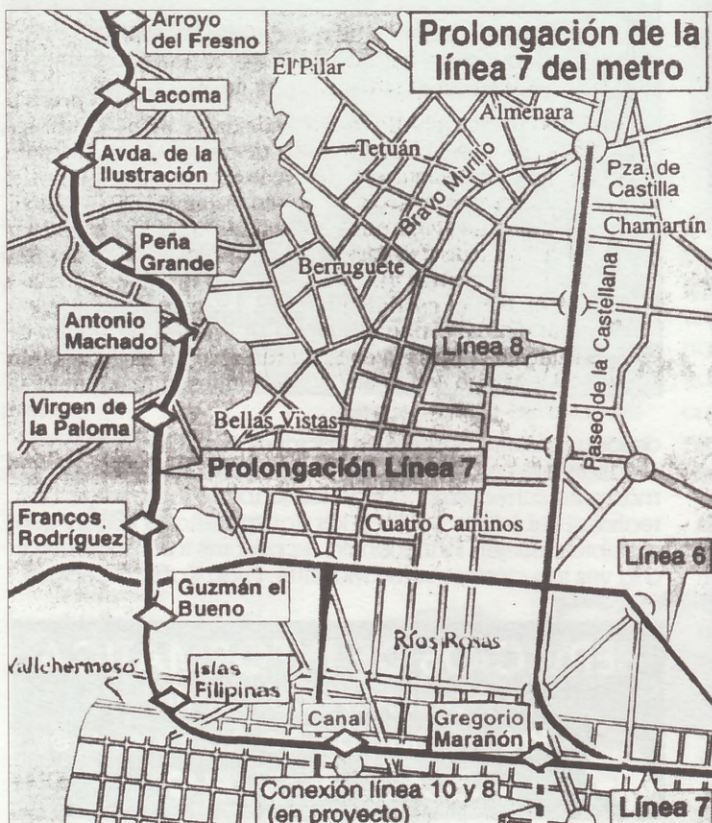 Prolongación de la
línea 7 del metro
Arroyo
del Fresno
El Pilar
Lacoma
Almenara
Tetuán
Bravo Murillo
Avda. de la
Ilustración
Pza. de
Castilla
Chamartín
Peña
Grande
Berruguete
Paseo de la Castellana
Antonio
Machado
Línea 8
Virgen de
la Paloma
Bellas Vistas
Prolongación Línea 7
Francos
Rodríguez
Cuatro Caminos
Línea 6
Guzmán el
Bueno
Ríos Rosas
Vallehermoso
Islas
Filipinas
Canal
Gregorio
Marañón
Conexión línea 10 y 8
(en proyecto)
Línea 7